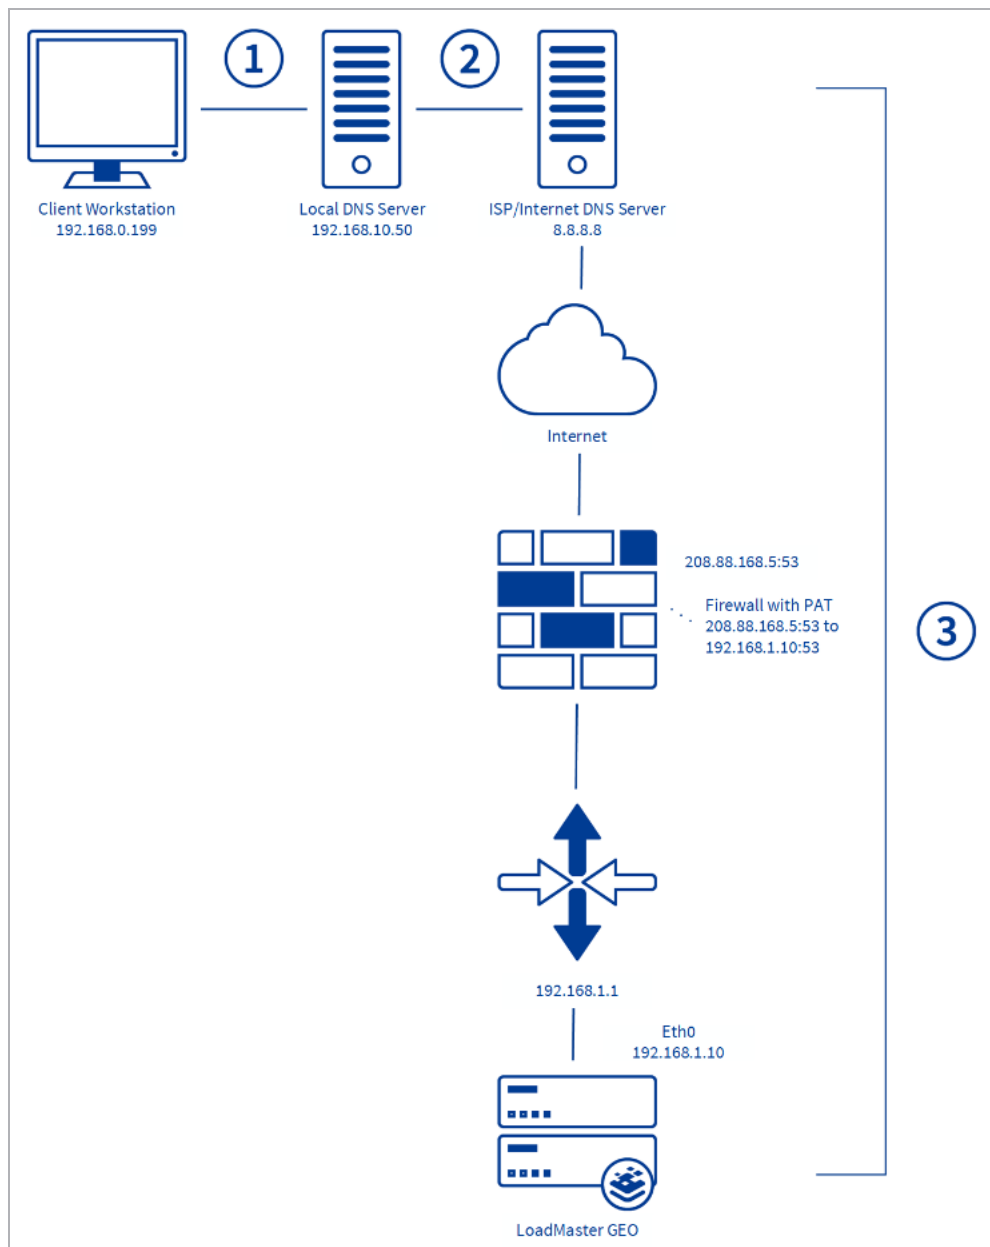 1
2
Client Workstation
192.168.0.199
Local DNS Server
192.168.10.50
ISP/Internet DNS Server
8.8.8.8
Internet
208.88.168.5:53
Firewall with PAT
208.88.168.5:53 to
192.168.1.10:53
3
192.168.1.1
Eth0
192.168.1.10
LoadMaster GEO